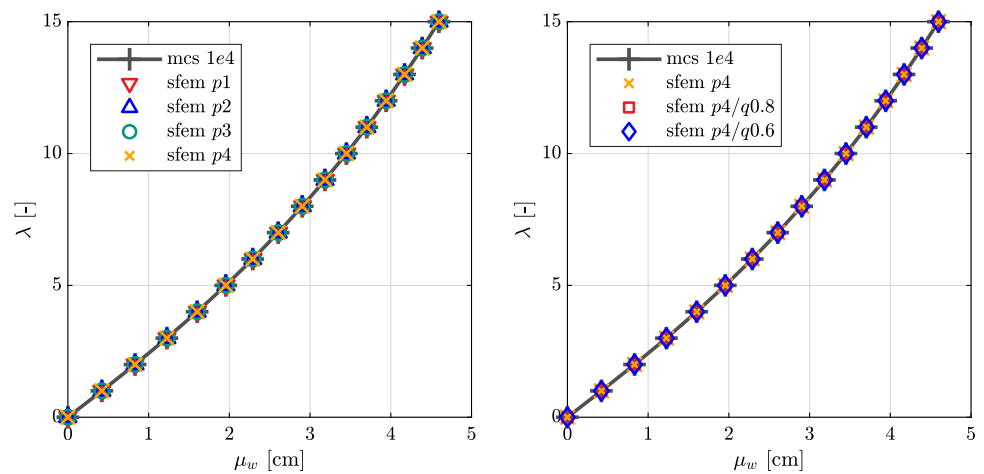 15
10
5
0
λ [-]
mcs 1e4
sfem p1
sfem p2
sfem p3
sfem p4
0 1 2 3 4 5
μw [cm]
15
10
5
0
λ [-]
mcs 1e4
sfem p4
sfem p4/q0.8
sfem p4/q0.6
0 1 2 3 4 5
μw [cm]